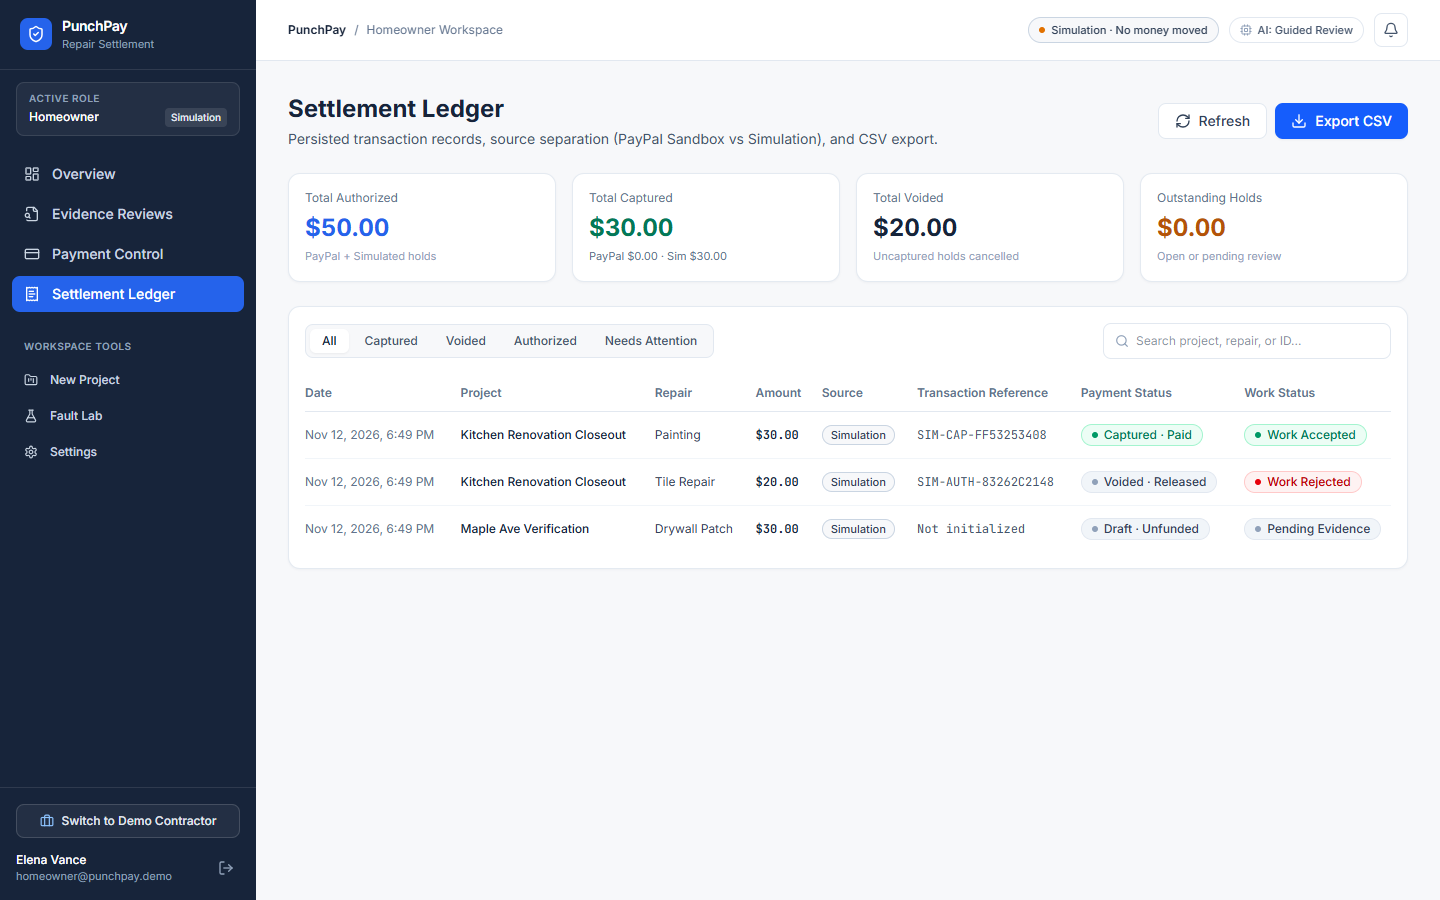 PunchPay
Repair Settlement
ACTIVE ROLE
Homeowner
Simulation
Overview
Evidence Reviews
Payment Control
Settlement Ledger
WORKSPACE TOOLS
New Project
Fault Lab
Settings
Switch to Demo Contractor
Elena Vance
homeowner@punchpay.demo
PunchPay / Homeowner Workspace
Simulation · No money moved
AI: Guided Review
Settlement Ledger
Persisted transaction records, source separation (PayPal Sandbox vs Simulation), and CSV export.
Refresh
Export CSV
Total Authorized
$50.00
PayPal + Simulated holds
Total Captured
$30.00
PayPal $0.00 · Sim $30.00
Total Voided
$20.00
Uncaptured holds cancelled
Outstanding Holds
$0.00
Open or pending review
All Captured Voided Authorized Needs Attention
Search project, repair, or ID...
Date Project Repair Amount Source Transaction Reference Payment Status Work Status
Nov 12, 2026, 6:49 PM Kitchen Renovation Closeout Painting $30.00 Simulation SIM-CAP-FF53253408 Captured · Paid Work Accepted
Nov 12, 2026, 6:49 PM Kitchen Renovation Closeout Tile Repair $20.00 Simulation SIM-AUTH-83262C2148 Voided · Released Work Rejected
Nov 12, 2026, 6:49 PM Maple Ave Verification Drywall Patch $30.00 Simulation Not initialized Draft · Unfunded Pending Evidence